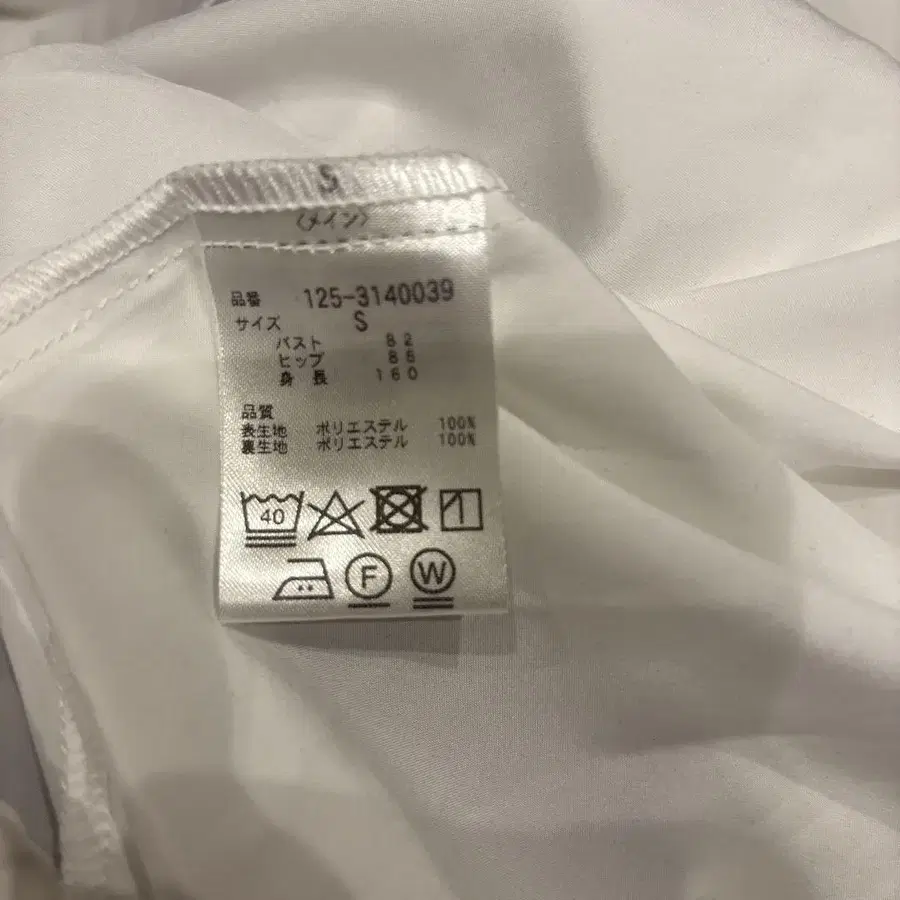 S
〈メイン〉
品番 125-3140039
サイズ S
バスト 82
ヒップ 86
身長 160
品質
表生地 ポリエステル 100%
裏生地 ポリエステル 100%
40
F W